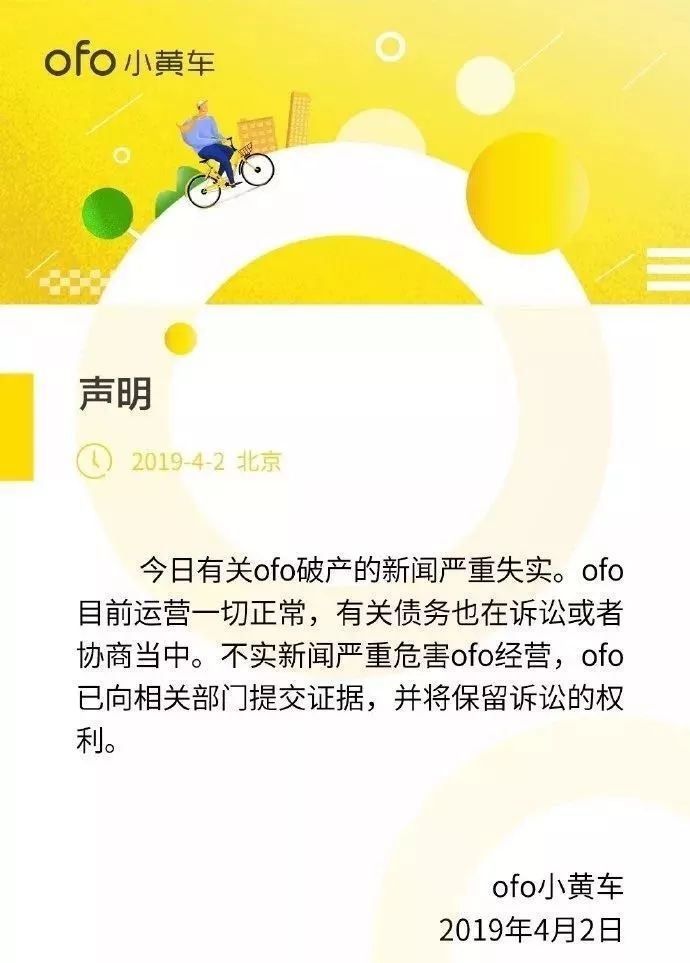 ofo小黄车
声明
2019-4-2 北京
今日有关ofo破产的新闻严重失实。ofo
目前运营一切正常，有关债务也在诉讼或者
协商当中。不实新闻严重危害ofo经营，ofo
已向相关部门提交证据，并将保留诉讼的权
利。
ofo小黄车
2019年4月2日